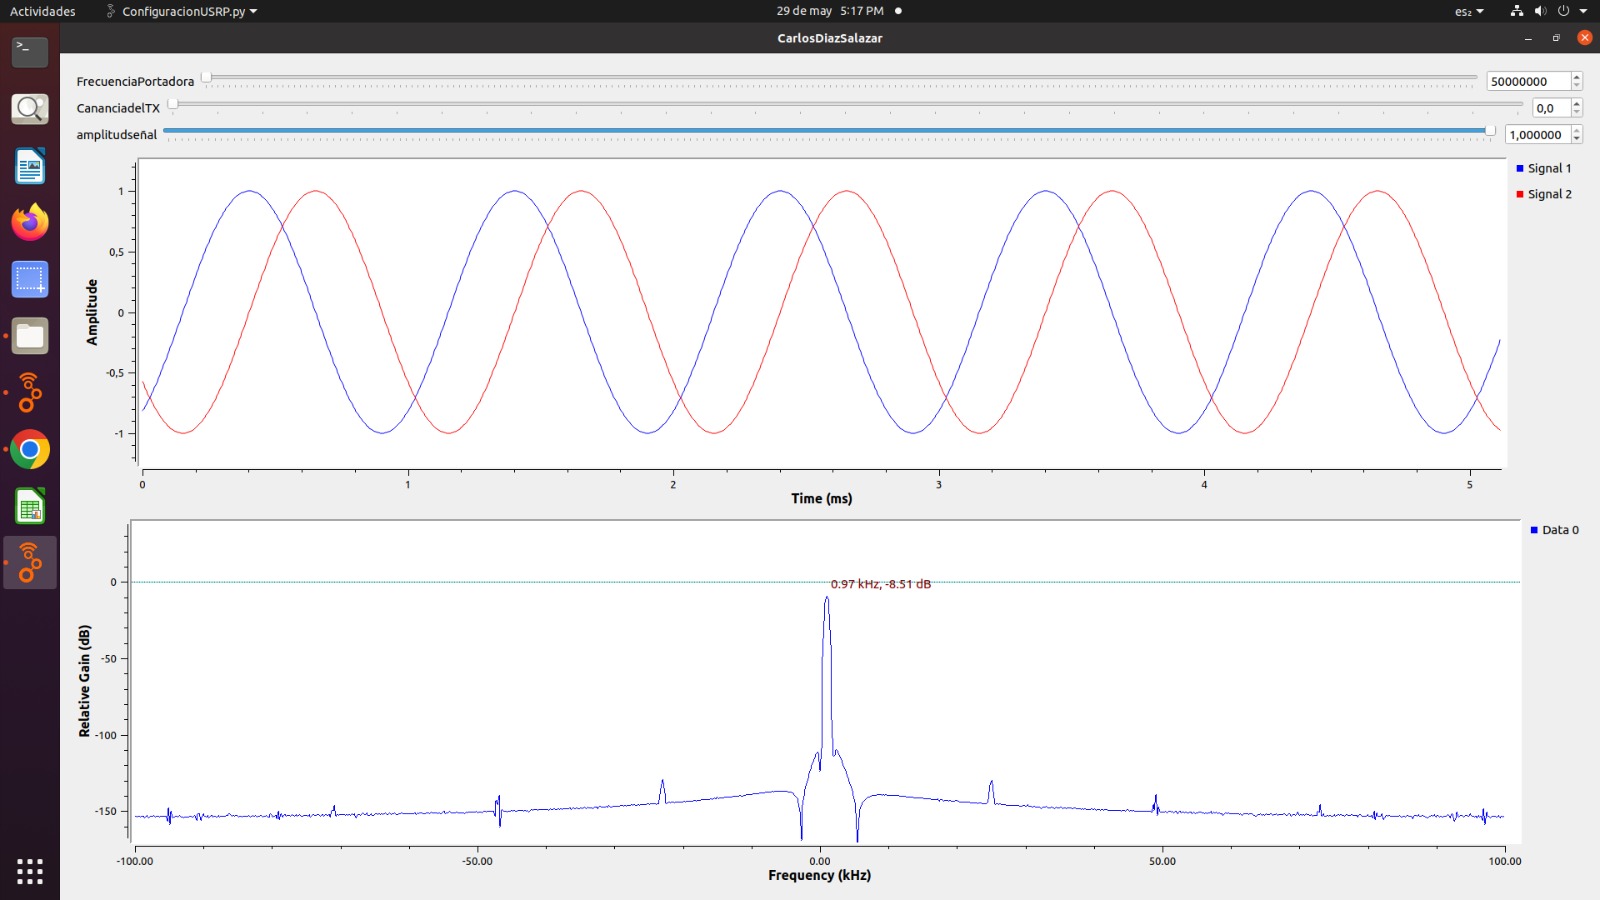 Actividades ConfiguracionUSRP.py 29 de may 5:17 PM es₂
CarlosDiazSalazar
FrecuenciaPortadora 50000000
CananciadelTX 0,0
amplitudseñal 1,000000
Signal 1
Signal 2
1
0,5
0
-0,5
-1
Amplitude
0 1 2 3 4 5
Time (ms)
Data 0
0.97 kHz, -8.51 dB
0
-50
-100
-150
Relative Gain (dB)
-100.00 -50.00 0.00 50.00 100.00
Frequency (kHz)